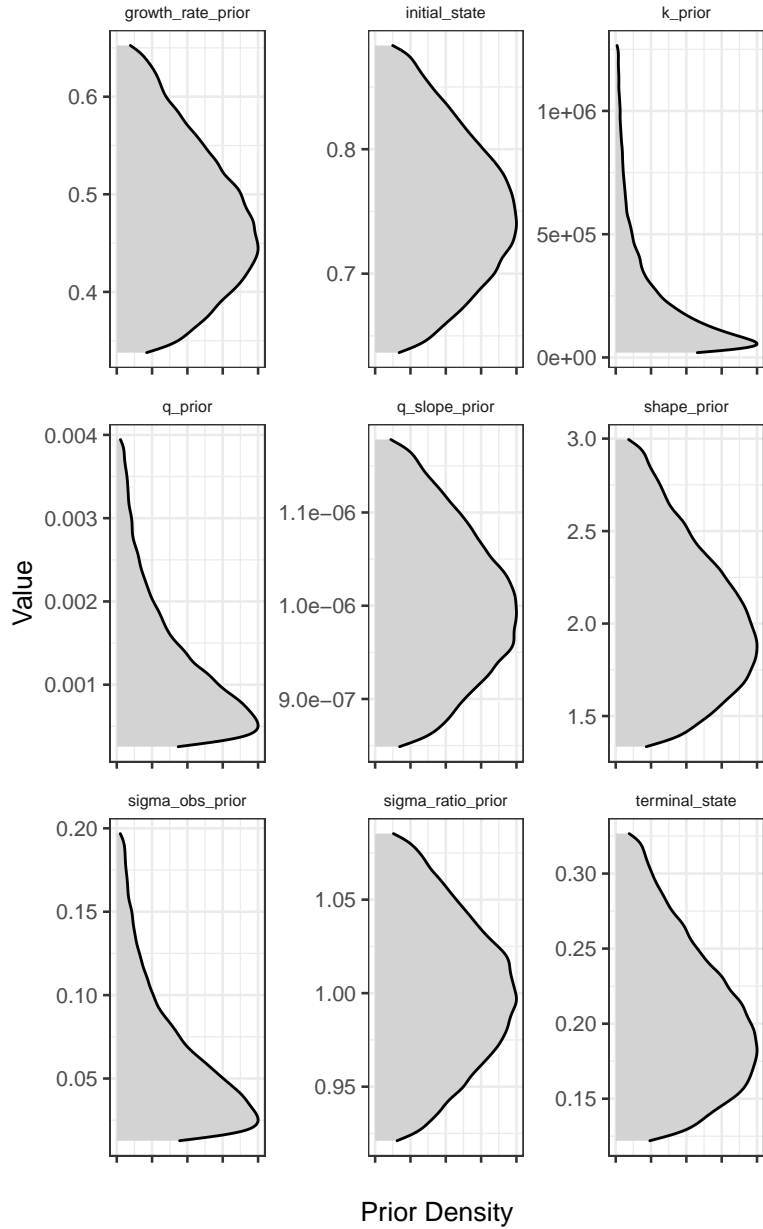 growth_rate_prior initial_state k_prior
0.6
0.5
0.4
0.8
0.7
1e+06
5e+05
0e+00
q_prior q_slope_prior shape_prior
0.004
0.003
0.002
0.001
1.1e−06
1.0e−06
9.0e−07
3.0
2.5
2.0
1.5
Value
sigma_obs_prior sigma_ratio_prior terminal_state
0.20
0.15
0.10
0.05
1.05
1.00
0.95
0.30
0.25
0.20
0.15
Prior Density